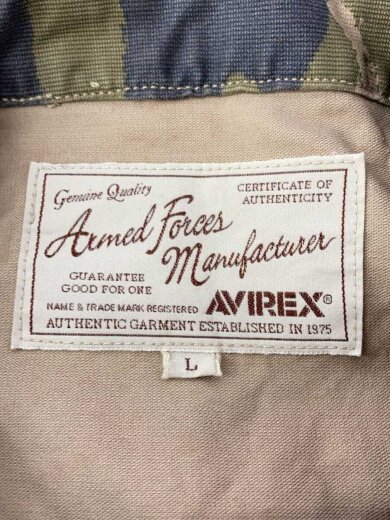 Genuine Quality
CERTIFICATE OF
AUTHENTICITY
Armed Forces
Manufacturer
GUARANTEE
GOOD FOR ONE
NAME & TRADE MARK REGISTERED
AVIREX®
AUTHENTIC GARMENT ESTABLISHED IN 1975
L